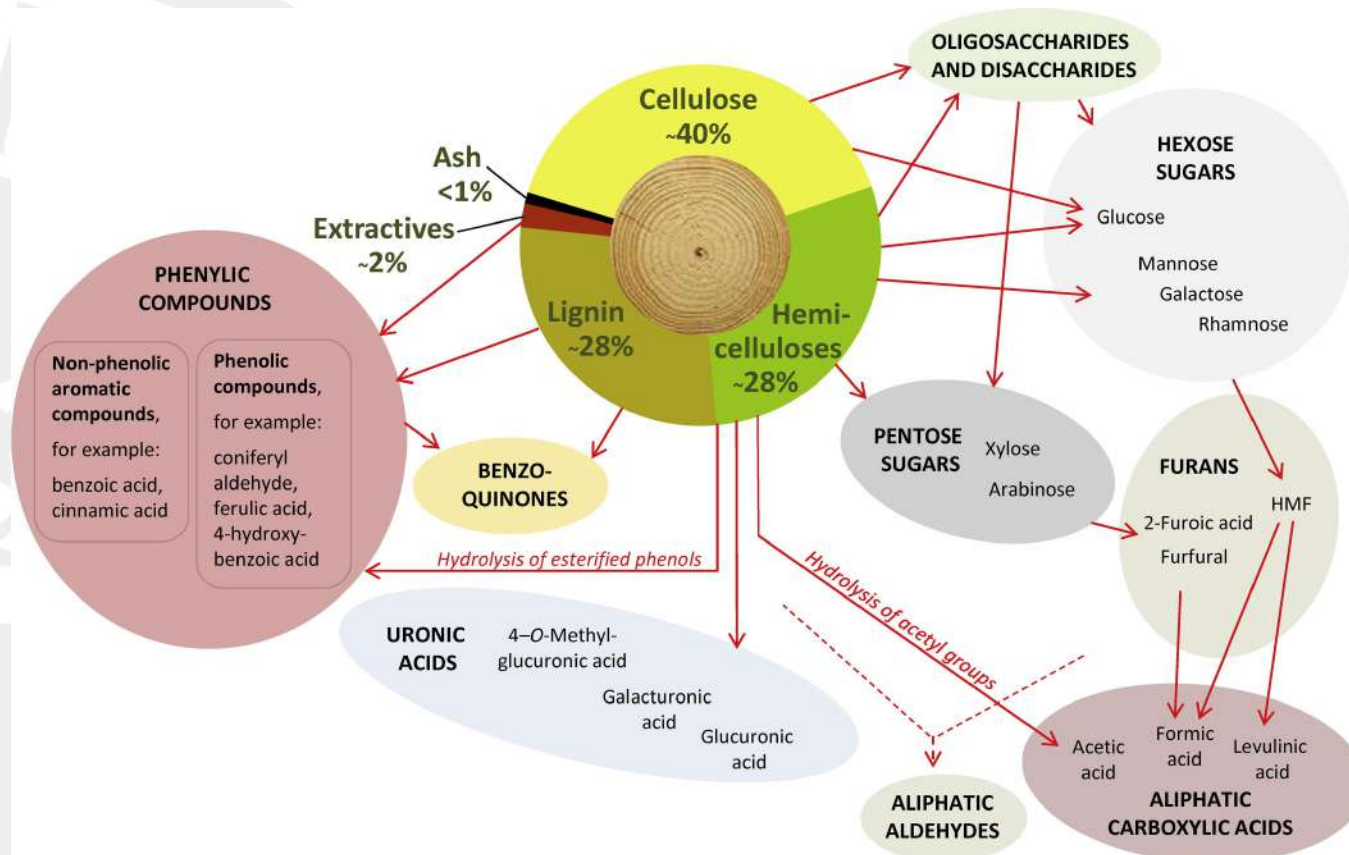 OLIGOSACCHARIDES
AND DISACCHARIDES
Cellulose
~40%
Ash
<1%
Extractives
~2%
Lignin
~28%
Hemi-
celluloses
~28%
HEXOSE
SUGARS
Glucose
Mannose
Galactose
Rhamnose
PHENYLIC
COMPOUNDS
Non-phenolic
aromatic
compounds,
for example:
benzoic acid,
cinnamic acid
Phenolic
compounds,
for example:
coniferyl
aldehyde,
ferulic acid,
4-hydroxy-
benzoic acid
BENZO-
QUINONES
PENTOSE
SUGARS
Xylose
Arabinose
FURANS
HMF
2-Furoic acid
Furfural
Hydrolysis of esterified phenols
Hydrolysis of acetyl groups
URONIC
ACIDS
4–O-Methyl-
glucuronic acid
Galacturonic
acid
Glucuronic
acid
ALIPHATIC
ALDEHYDES
Acetic
acid
Formic
acid
Levulinic
acid
ALIPHATIC
CARBOXYLIC ACIDS